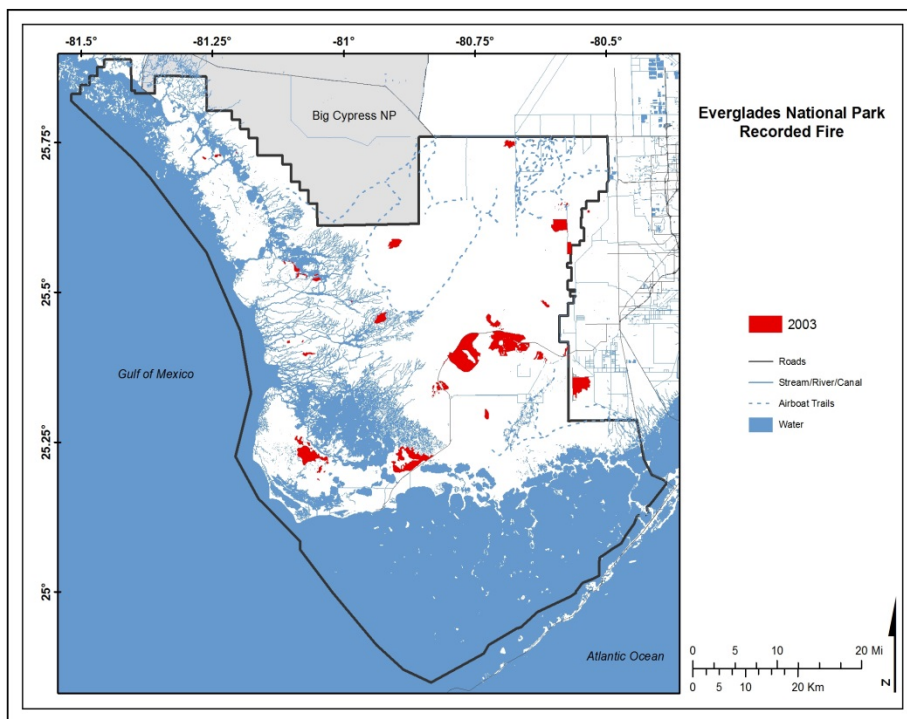 -81.5 -81.25 -81° -80.75 -80.5
Big Cypress NP
Everglades National Park
Recorded Fire
25.75°
25.5°
25.25°
25°
2003
Roads
Stream/River/Canal
Airboat Trails
Water
Gulf of Mexico
Atlantic Ocean
0 5 10 20 Mi
0 5 10 20 Km
N